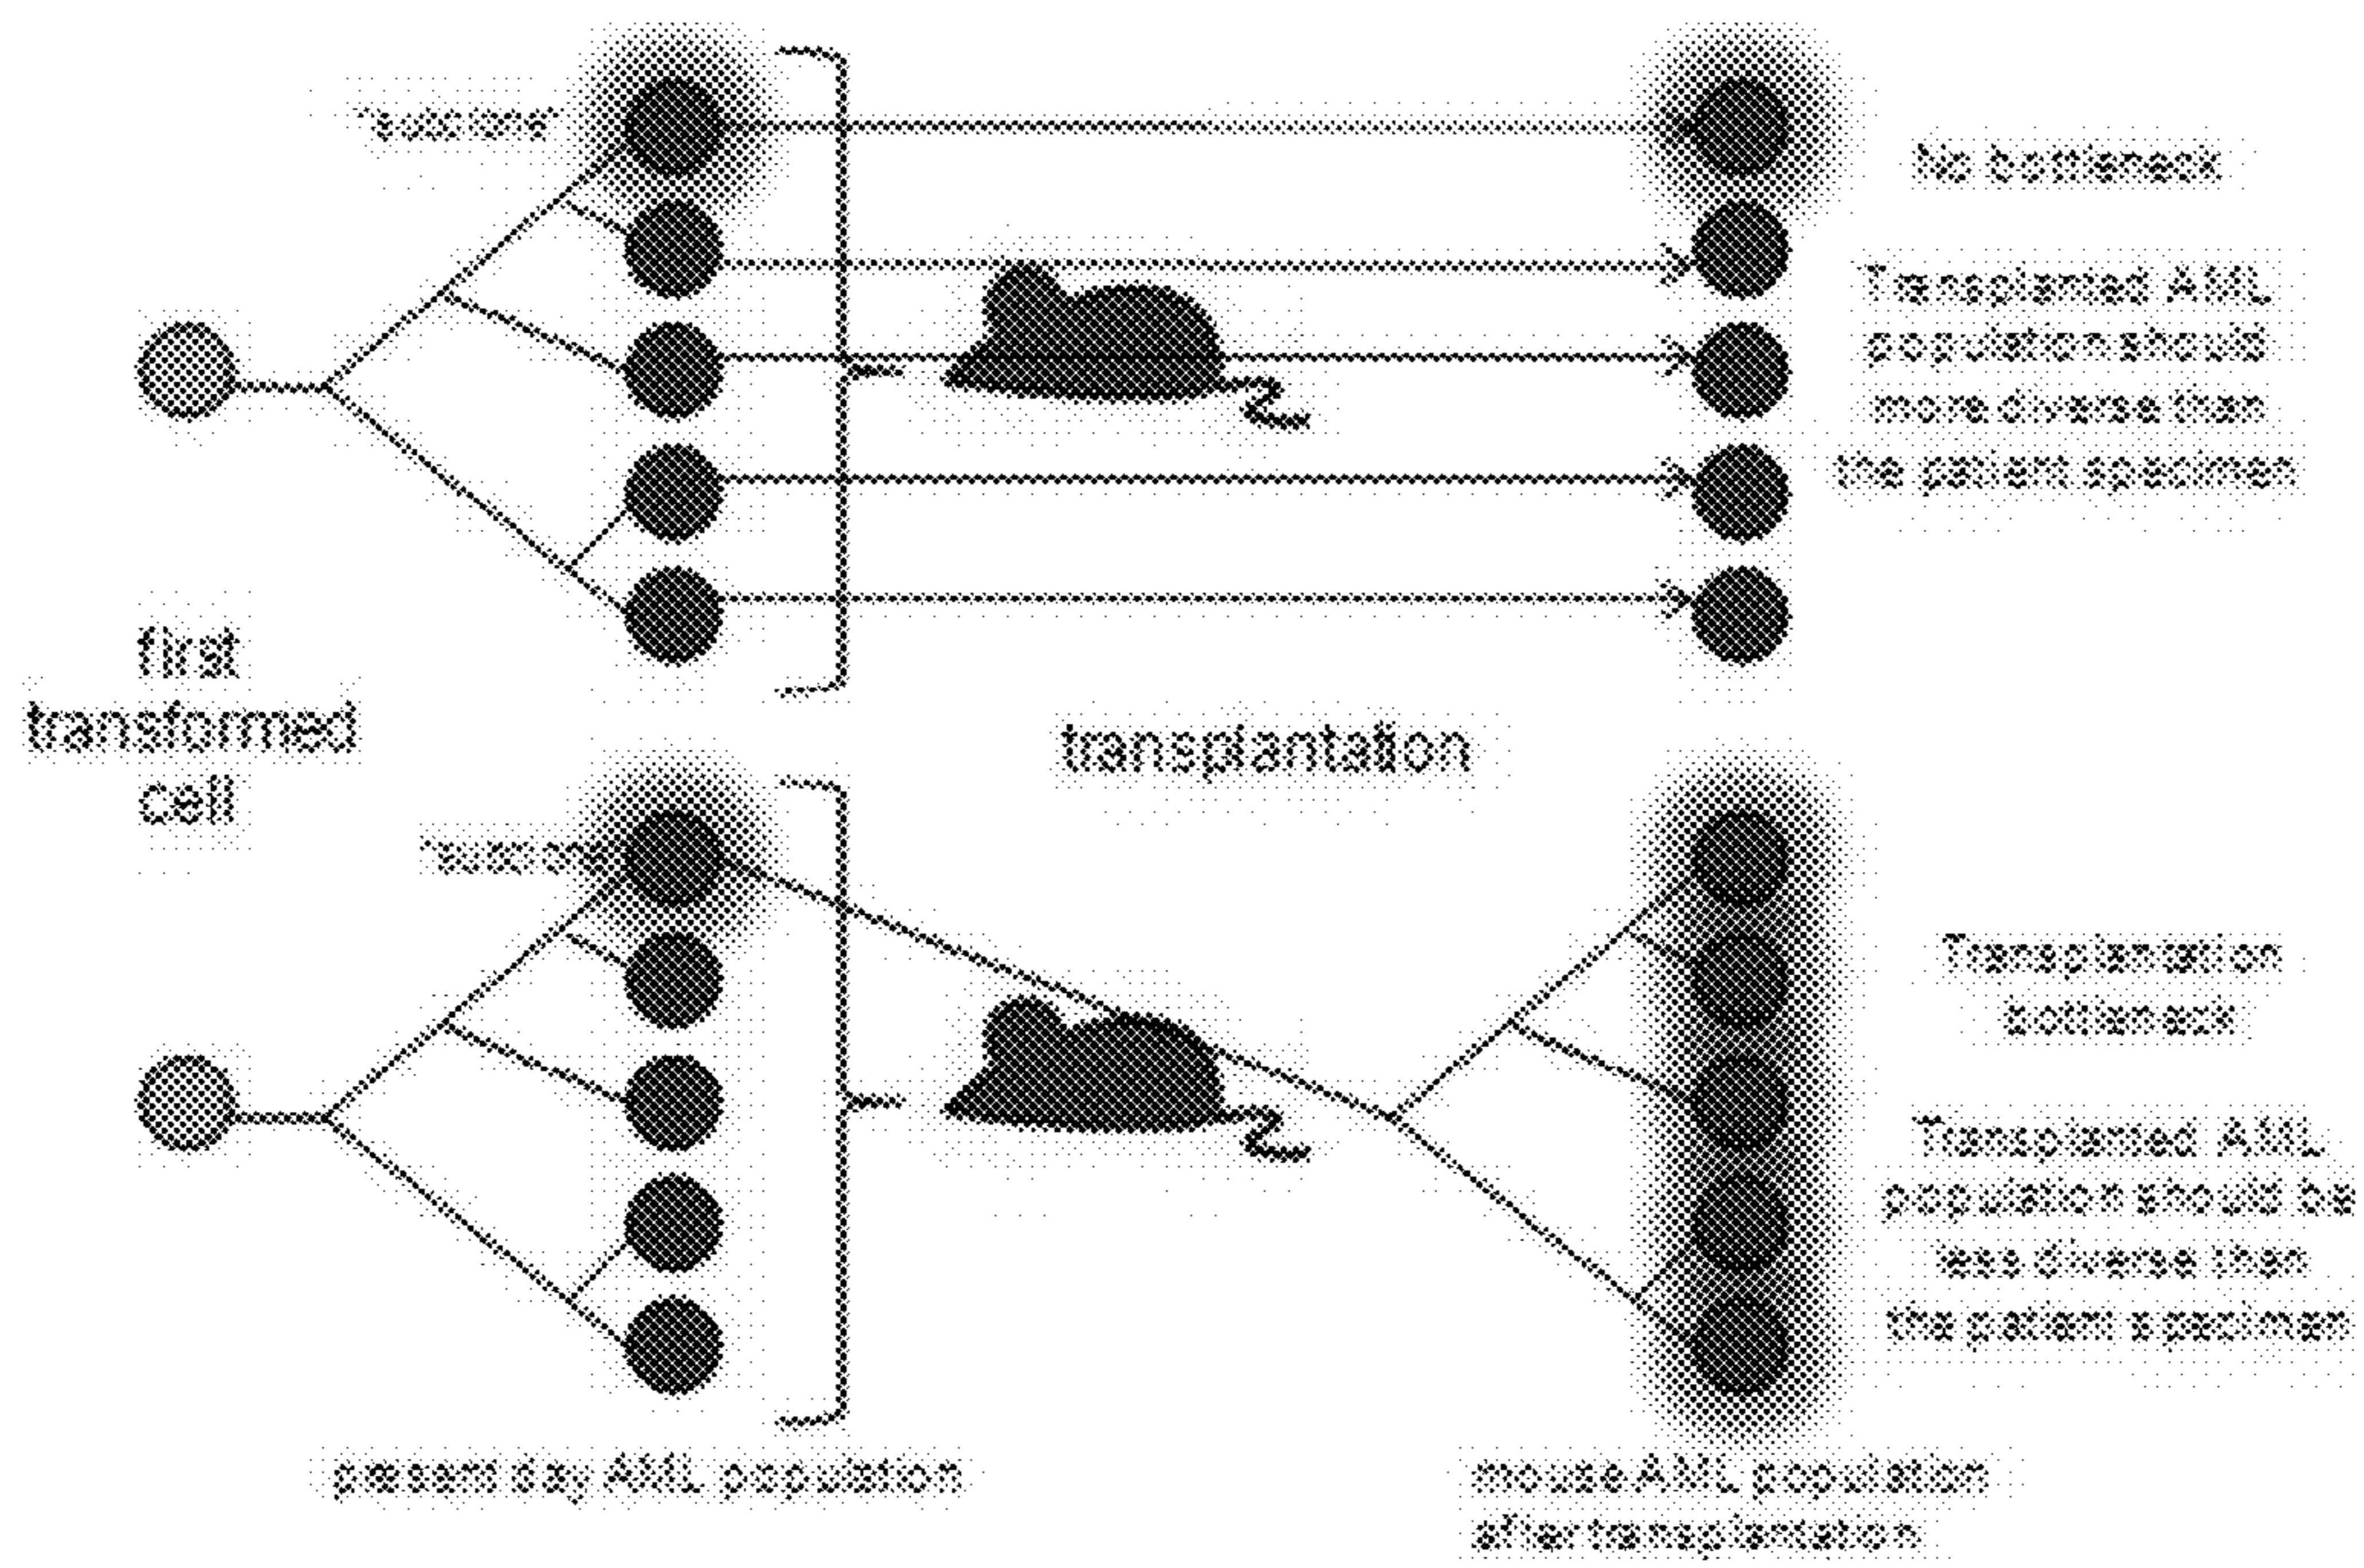 "subclone"
No bottleneck
Transplanted AML
population should
more diverse than
the patient specimen
first
transformed
cell
transplantation
"subclone"
Transplantation
bottleneck
Transplanted AML
population should be
less diverse than
the patient specimen
present day AML population
mouse AML population
after transplantation